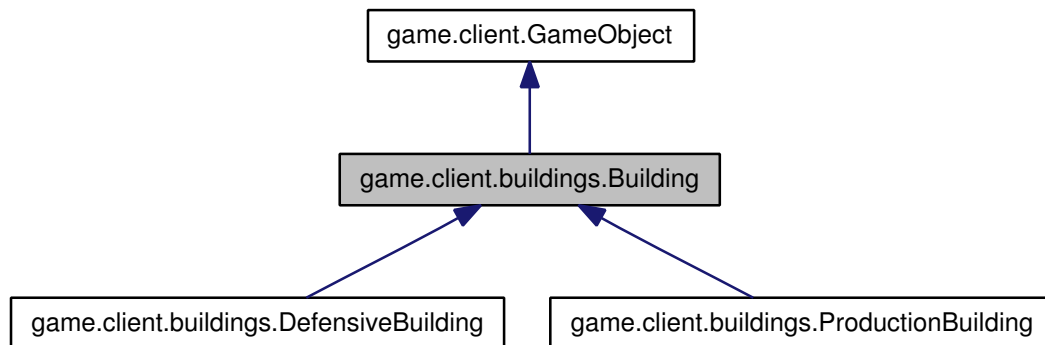 game.client.GameObject
game.client.buildings.Building
game.client.buildings.DefensiveBuilding
game.client.buildings.ProductionBuilding